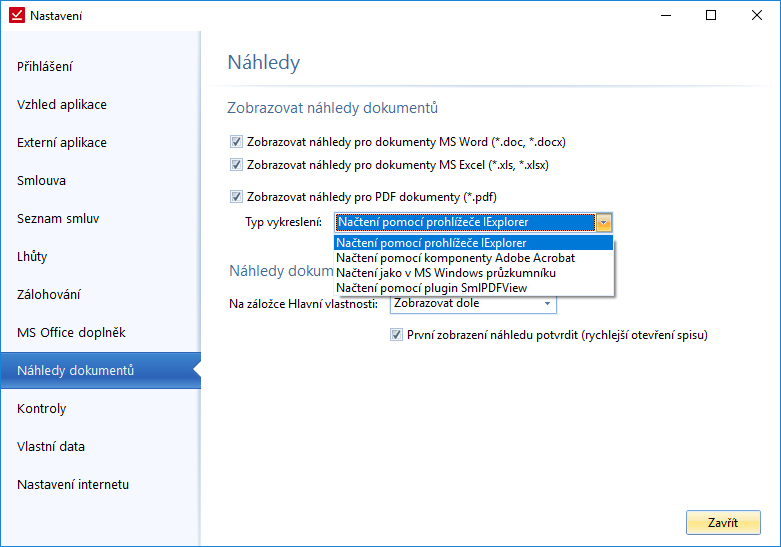 Nastavení
Přihlášení
Vzhled aplikace
Externí aplikace
Smlouva
Seznam smluv
Lhůty
Zálohování
MS Office doplněk
Náhledy dokumentů
Kontroly
Vlastní data
Nastavení internetu
Náhledy
Zobrazovat náhledy dokumentů
Zobrazovat náhledy pro dokumenty MS Word (*.doc, *.docx)
Zobrazovat náhledy pro dokumenty MS Excel (*.xls, *.xlsx)
Zobrazovat náhledy pro PDF dokumenty (*.pdf)
Typ vykreslení: Načtení pomocí prohlížeče IExplorer
Načtení pomocí prohlížeče IExplorer
Načtení pomocí komponenty Adobe Acrobat
Načtení jako v MS Windows průzkumníku
Načtení pomocí plugin SmlPDFView
Náhledy dokum
Na záložce Hlavní vlastnosti: Zobrazovat dole
První zobrazení náhledu potvrdit (rychlejší otevření spisu)
Zavřít